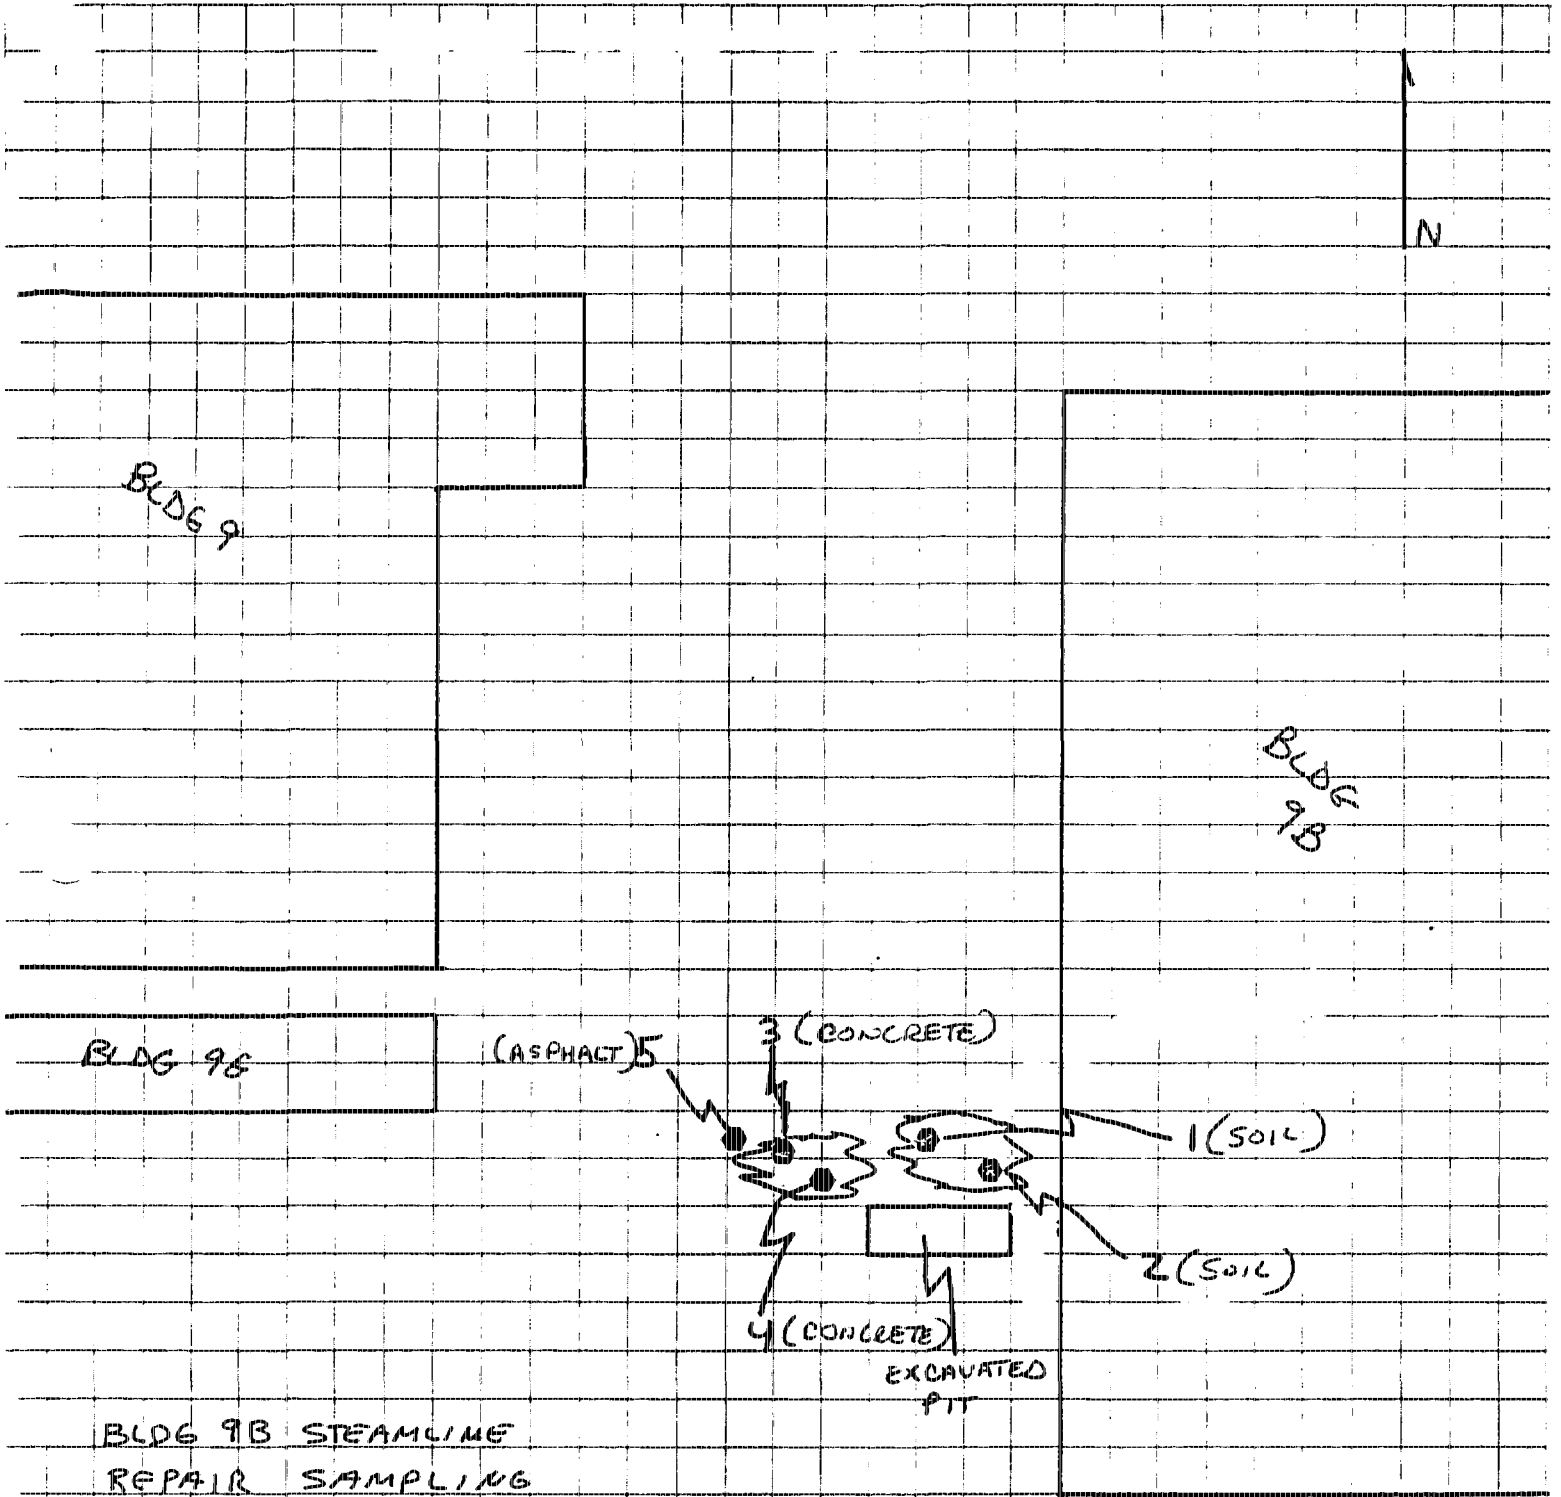 N
BLDG 9
BLDG
9B
BLDG 9G
(ASPHALT) 5
3 (CONCRETE)
1 (SOIL)
2 (SOIL)
4 (CONCRETE)
EXCAVATED
PIT
BLDG 9B STEAMLINE
REPAIR SAMPLING